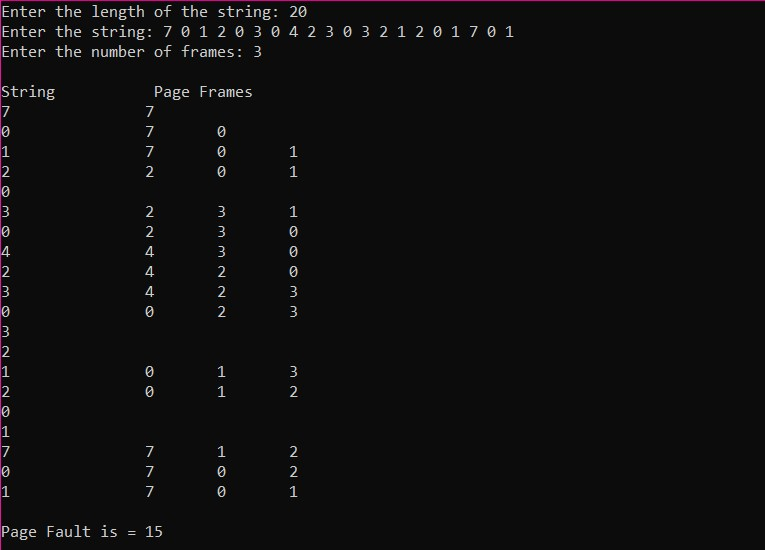 Enter the length of the string: 20
Enter the string: 7 0 1 2 0 3 0 4 2 3 0 3 2 1 2 0 1 7 0 1
Enter the number of frames: 3
String Page Frames
7 7
0 7 0
1 7 0 1
2 2 0 1
0
3 2 3 1
0 2 3 0
4 4 3 0
2 4 2 0
3 4 2 3
0 0 2 3
3
2
1 0 1 3
2 0 1 2
0
1
7 7 1 2
0 7 0 2
1 7 0 1
Page Fault is = 15